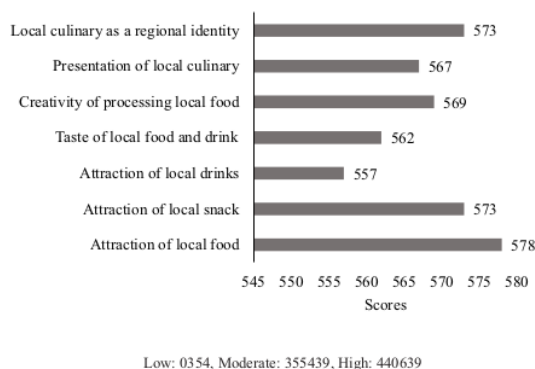 Local culinary as a regional identity 573
Presentation of local culinary 567
Creativity of processing local food 569
Taste of local food and drink 562
Attraction of local drinks 557
Attraction of local snack 573
Attraction of local food 578
545 550 555 560 565 570 575 580
Scores
Low: 0354, Moderate: 355439, High: 440639